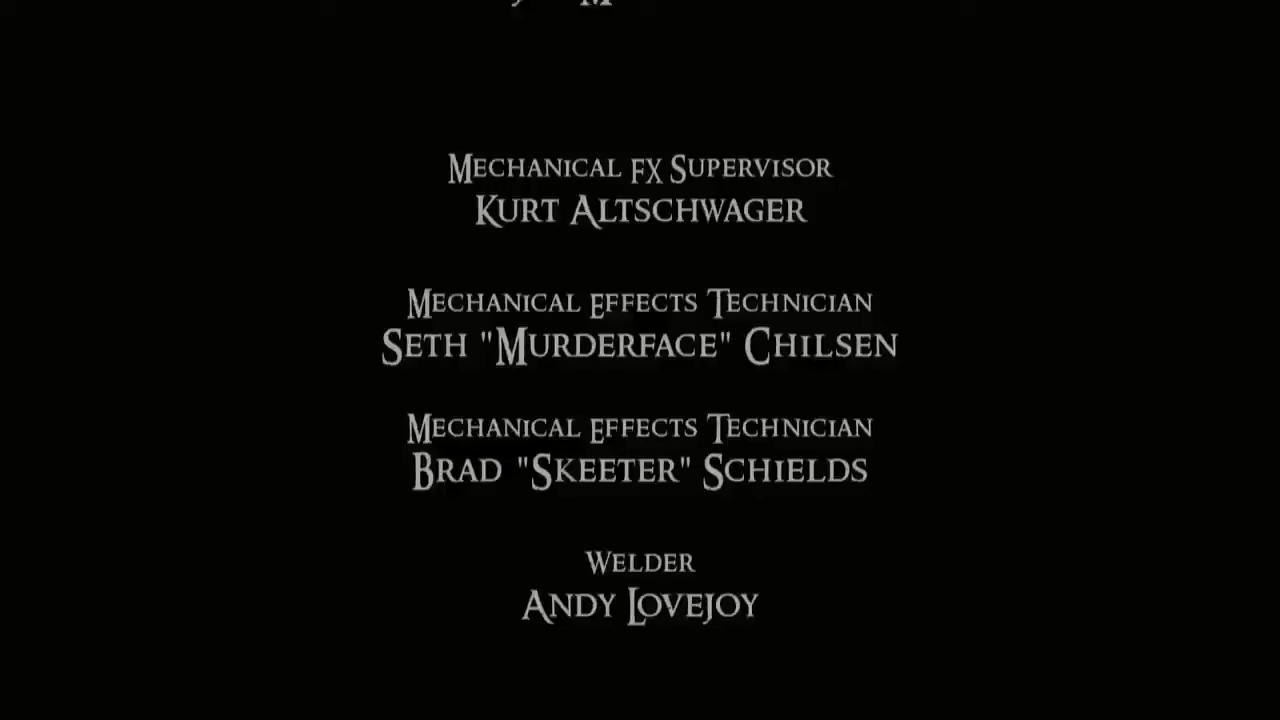 Mechanical FX Supervisor
Kurt Altschwager
Mechanical Effects Technician
Seth "Murderface" Chilsen
Mechanical Effects Technician
Brad "Skeeter" Schields
Welder
Andy Lovejoy